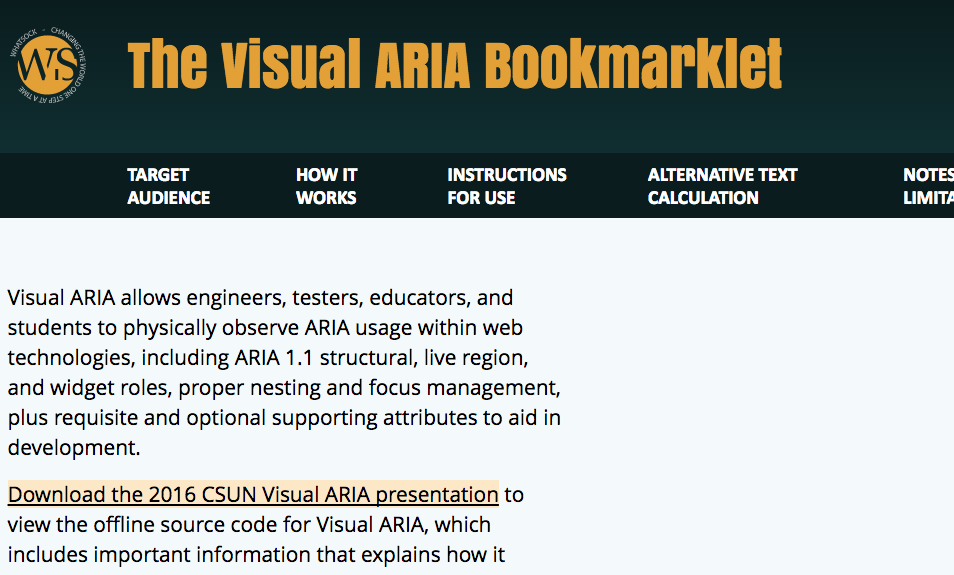 WHATSOCK - CHANGING THE WORLD ONE STEP AT A TIME
WS
The Visual ARIA Bookmarklet
TARGET
AUDIENCE
HOW IT
WORKS
INSTRUCTIONS
FOR USE
ALTERNATIVE TEXT
CALCULATION
NOTES
LIMITA
Visual ARIA allows engineers, testers, educators, and
students to physically observe ARIA usage within web
technologies, including ARIA 1.1 structural, live region,
and widget roles, proper nesting and focus management,
plus requisite and optional supporting attributes to aid in
development.
Download the 2016 CSUN Visual ARIA presentation to
view the offline source code for Visual ARIA, which
includes important information that explains how it